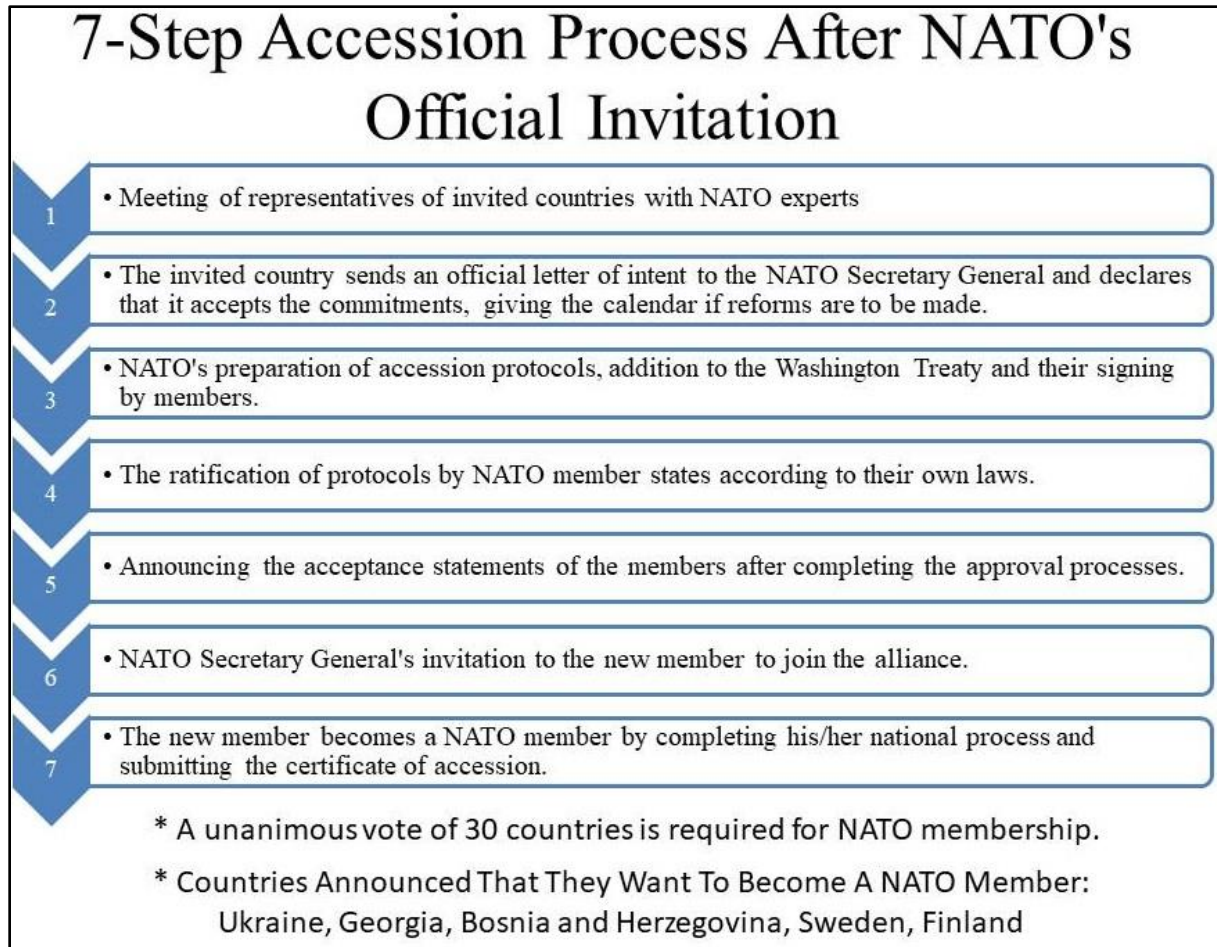 7-Step Accession Process After NATO's
Official Invitation
1
• Meeting of representatives of invited countries with NATO experts
2
• The invited country sends an official letter of intent to the NATO Secretary General and declares
that it accepts the commitments, giving the calendar if reforms are to be made.
3
• NATO's preparation of accession protocols, addition to the Washington Treaty and their signing
by members.
4
• The ratification of protocols by NATO member states according to their own laws.
5
• Announcing the acceptance statements of the members after completing the approval processes.
6
• NATO Secretary General's invitation to the new member to join the alliance.
7
• The new member becomes a NATO member by completing his/her national process and
submitting the certificate of accession.
* A unanimous vote of 30 countries is required for NATO membership.
* Countries Announced That They Want To Become A NATO Member:
Ukraine, Georgia, Bosnia and Herzegovina, Sweden, Finland